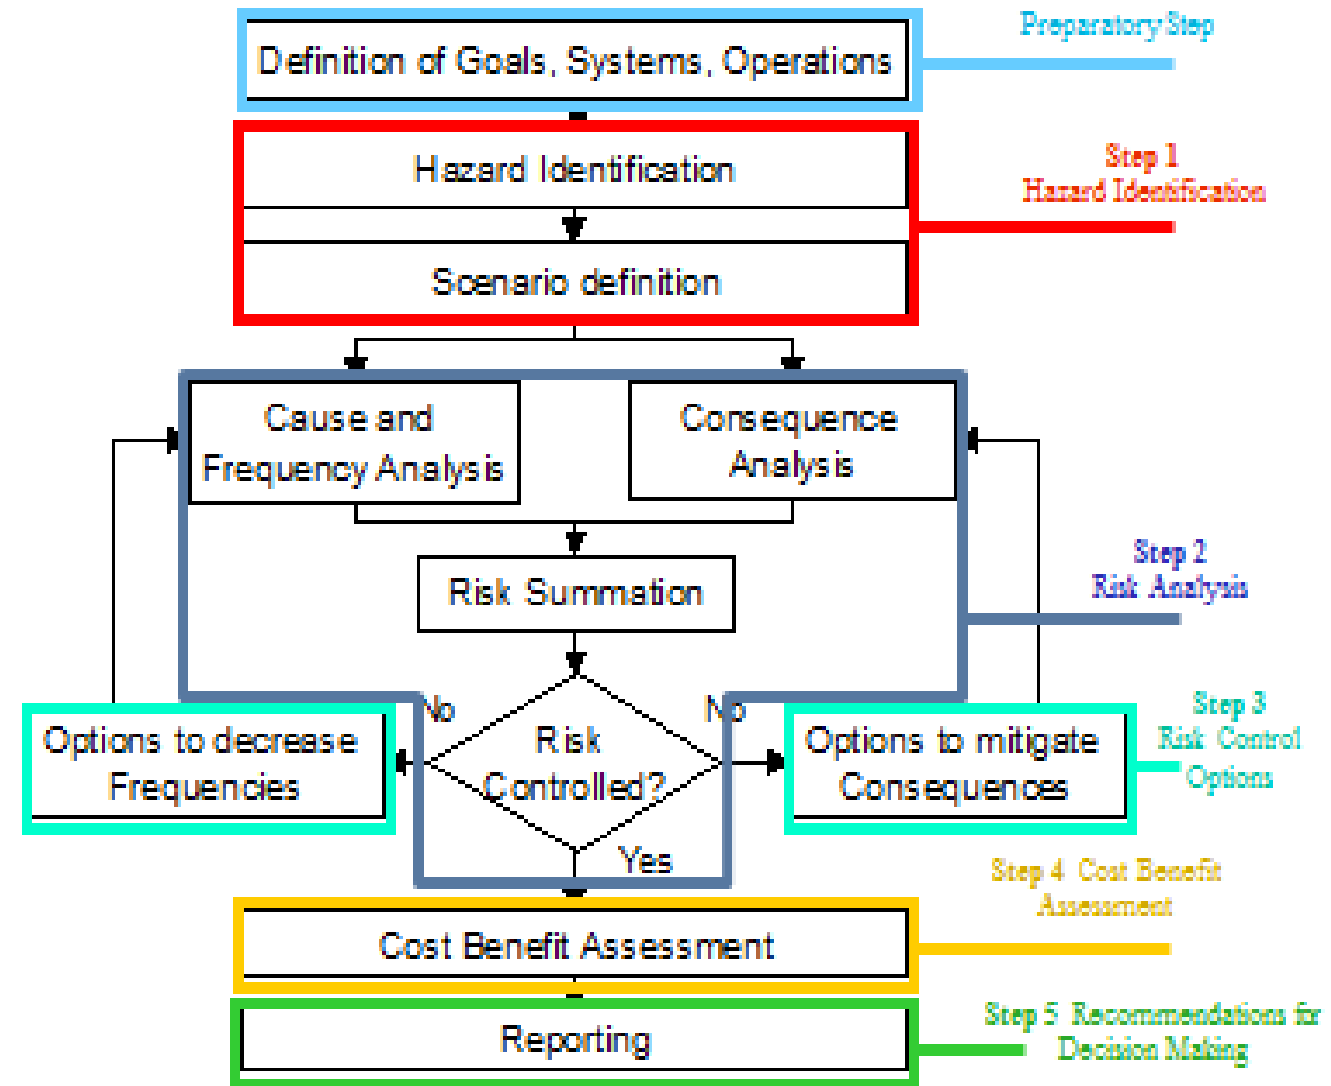 Preparatory Step
Definition of Goals, Systems, Operations
Step 1
Hazard Identification
Hazard Identification
Scenario definition
Cause and
Frequency Analysis
Consequence
Analysis
Step 2
Risk Analysis
Risk Summation
No
No
Step 3
Risk Control
Options
Options to decrease
Frequencies
Risk
Controlled?
Options to mitigate
Consequences
Yes
Step 4 Cost Benefit
Assessment
Cost Benefit Assessment
Step 5 Recommendations for
Decision Making
Reporting